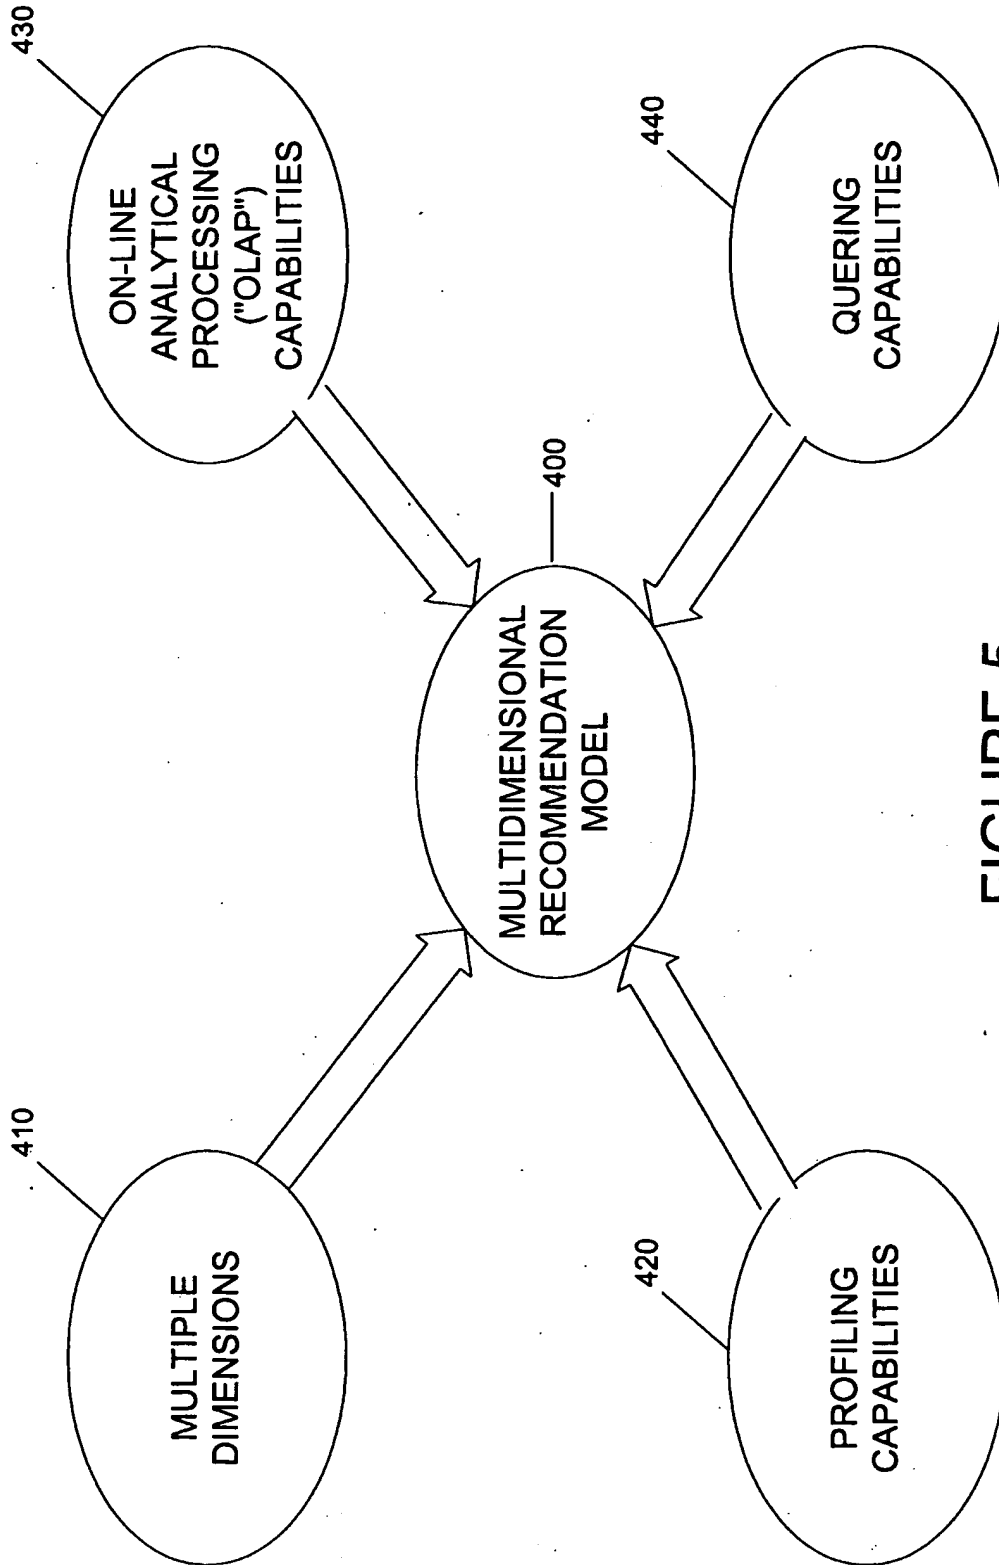 410
MULTIPLE
DIMENSIONS
430
ON-LINE
ANALYTICAL
PROCESSING
("OLAP")
CAPABILITIES
400
MULTIDIMENSIONAL
RECOMMENDATION
MODEL
420
PROFILING
CAPABILITIES
440
QUERING
CAPABILITIES
FIGURE 5